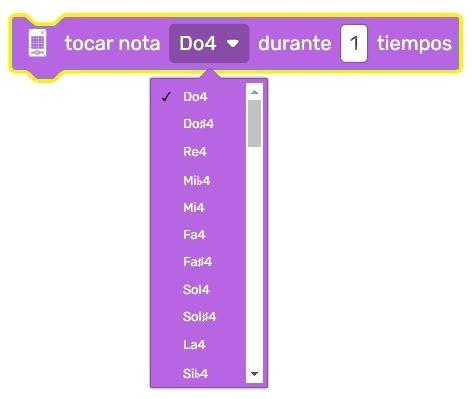 tocar nota Do4 durante 1 tiempos
✓ Do4
Do♯4
Re4
Mi♭4
Mi4
Fa4
Fa♯4
Sol4
Sol♯4
La4
Si♭4